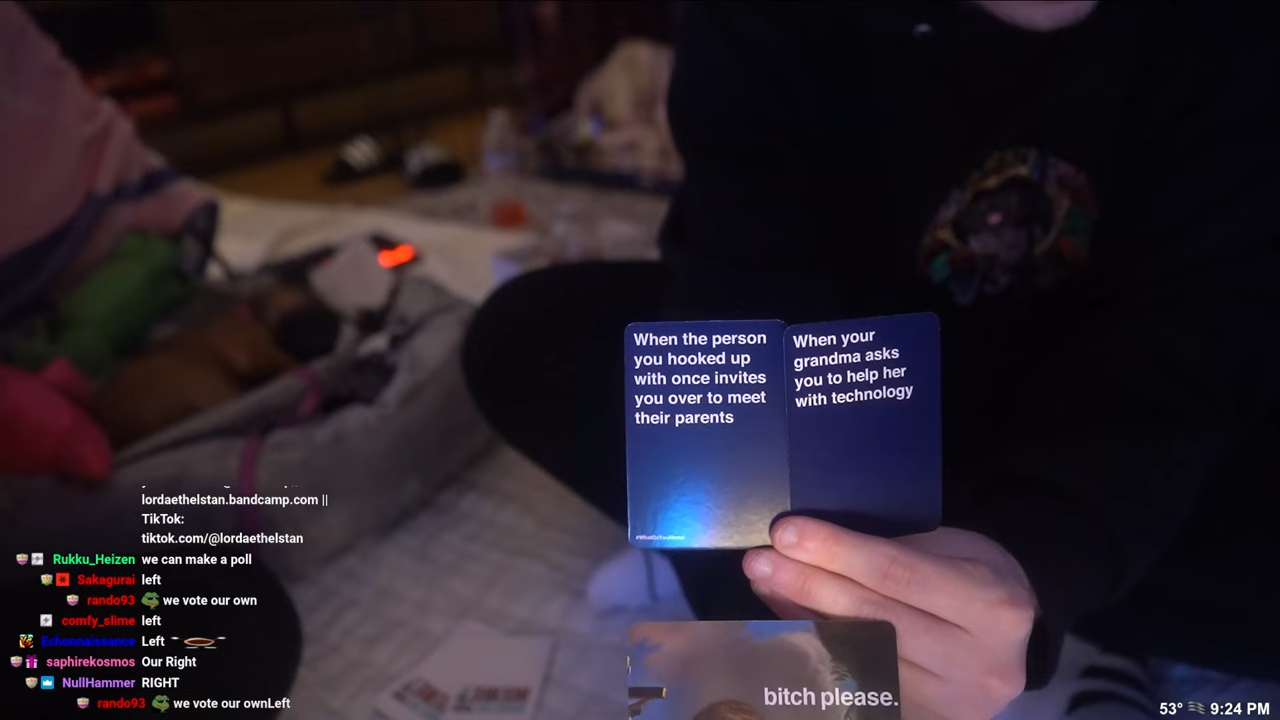 When the person
you hooked up
with once invites
you over to meet
their parents
#WhatDoYouMeme
When your
grandma asks
you to help her
with technology
bitch please.
lordaethelstan.bandcamp.com ||
TikTok:
tiktok.com/@lordaethelstan
Rukku_Heizen we can make a poll
Sakagurai left
rando93 we vote our own
comfy_slime left
Echonnaissance Left
saphirekosmos Our Right
NullHammer RIGHT
rando93 we vote our ownLeft
53° 9:24 PM